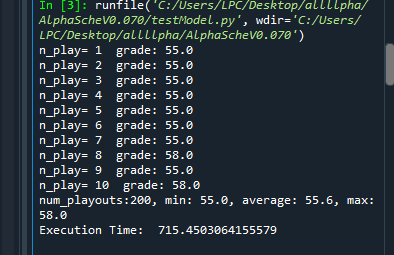 In [3]: runfile('C:/Users/LPC/Desktop/allllpha/
AlphaScheV0.070/testModel.py', wdir='C:/Users/
LPC/Desktop/allllpha/AlphaScheV0.070')
n_play= 1  grade: 55.0
n_play= 2  grade: 55.0
n_play= 3  grade: 55.0
n_play= 4  grade: 55.0
n_play= 5  grade: 55.0
n_play= 6  grade: 55.0
n_play= 7  grade: 55.0
n_play= 8  grade: 58.0
n_play= 9  grade: 55.0
n_play= 10  grade: 58.0
num_playouts:200, min: 55.0, average: 55.6, max:
58.0
Execution Time:  715.4503064155579